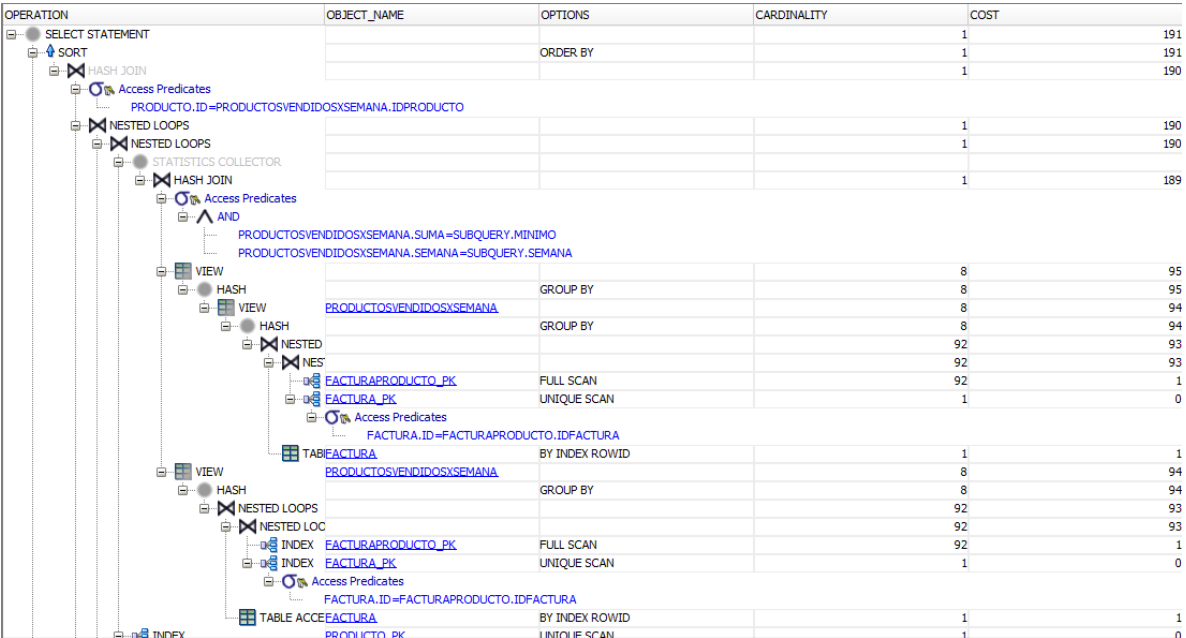 OPERATION OBJECT_NAME OPTIONS CARDINALITY COST
SELECT STATEMENT 1 191
SORT ORDER BY 1 191
HASH JOIN 1 190
Access Predicates
PRODUCTO.ID=PRODUCTOSVENDIDOSXSEMANA.IDPRODUCTO
NESTED LOOPS 1 190
NESTED LOOPS 1 190
STATISTICS COLLECTOR
HASH JOIN 1 189
Access Predicates
AND
PRODUCTOSVENDIDOSXSEMANA.SUMA=SUBQUERY.MINIMO
PRODUCTOSVENDIDOSXSEMANA.SEMANA=SUBQUERY.SEMANA
VIEW 8 95
HASH GROUP BY 8 95
VIEW PRODUCTOSVENDIDOSXSEMANA 8 94
HASH GROUP BY 8 94
NESTED 92 93
NES 92 93
FACTURAPRODUCTO_PK FULL SCAN 92 1
FACTURA_PK UNIQUE SCAN 1 0
Access Predicates
FACTURA.ID=FACTURAPRODUCTO.IDFACTURA
TABI FACTURA BY INDEX ROWID 1 1
VIEW PRODUCTOSVENDIDOSXSEMANA 8 94
HASH GROUP BY 8 94
NESTED LOOPS 92 93
NESTED LOO 92 93
INDEX FACTURAPRODUCTO_PK FULL SCAN 92 1
INDEX FACTURA_PK UNIQUE SCAN 1 0
Access Predicates
FACTURA.ID=FACTURAPRODUCTO.IDFACTURA
TABLE ACCE FACTURA BY INDEX ROWID 1 1
INDEX PRODUCTO_PK UNIQUE SCAN 1 0